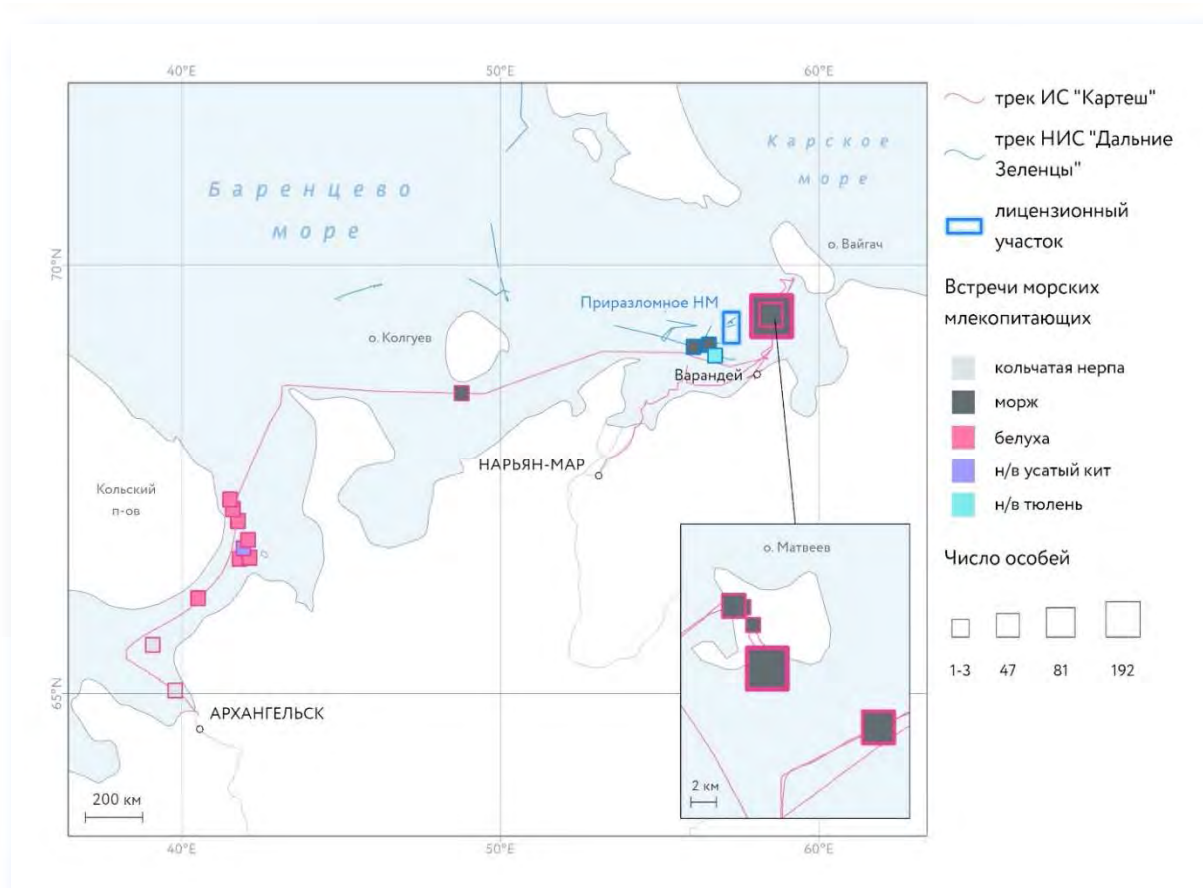 40°E 50°E 60°E
Баренцево
море
Карское
море
70°N
о. Вайгач
Приразломное НМ
о. Колгуев
Варандей
НАРЬЯН-МАР
Кольский
п-ов
о. Матвеев
65°N
АРХАНГЕЛЬСК
200 км
2 км
40°E 50°E 60°E
трек ИС "Картеш"
трек НИС "Дальние
Зеленцы"
лицензионный
участок
Встречи морских
млекопитающих
кольчатая нерпа
морж
белуха
н/в усатый кит
н/в тюлень
Число особей
1-3 47 81 192